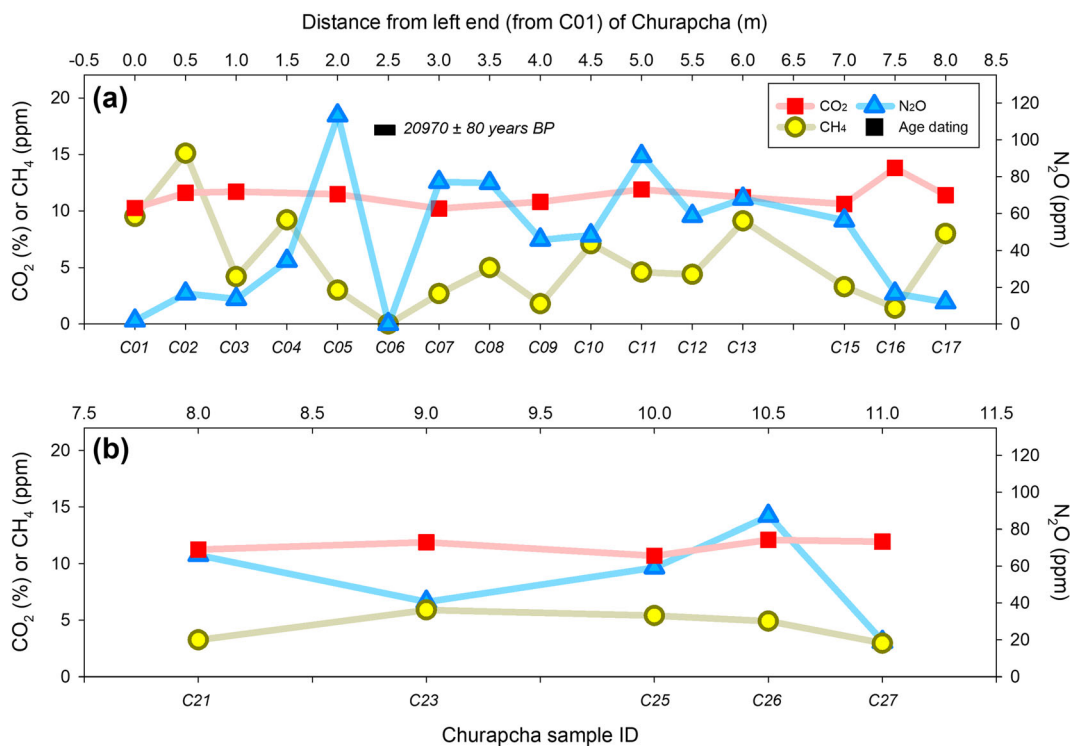 Distance from left end (from C01) of Churapcha (m)
-0.5 0.0 0.5 1.0 1.5 2.0 2.5 3.0 3.5 4.0 4.5 5.0 5.5 6.0 6.5 7.0 7.5 8.0 8.5
(a)
20970 ± 80 years BP
CO₂ N₂O
CH₄ Age dating
20
15
10
5
0
CO₂ (%) or CH₄ (ppm)
120
100
80
60
40
20
0
N₂O (ppm)
C01 C02 C03 C04 C05 C06 C07 C08 C09 C10 C11 C12 C13 C15 C16 C17
7.5 8.0 8.5 9.0 9.5 10.0 10.5 11.0 11.5
(b)
20
15
10
5
0
CO₂ (%) or CH₄ (ppm)
120
100
80
60
40
20
0
N₂O (ppm)
C21 C23 C25 C26 C27
Churapcha sample ID